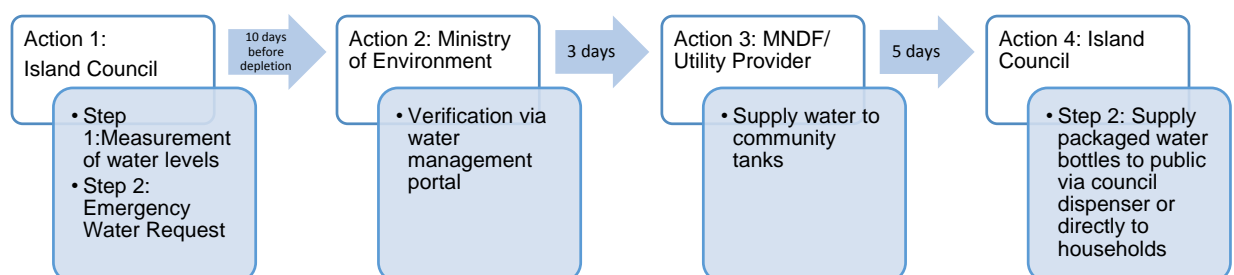 Action 1:
Island Council
• Step
1:Measurement
of water levels
• Step 2:
Emergency
Water Request
10 days
before
depletion
Action 2: Ministry
of Environment
• Verification via
water
management
portal
3 days
Action 3: MNDF/
Utility Provider
• Supply water to
community
tanks
5 days
Action 4: Island
Council
• Step 2: Supply
packaged water
bottles to public
via council
dispenser or
directly to
households